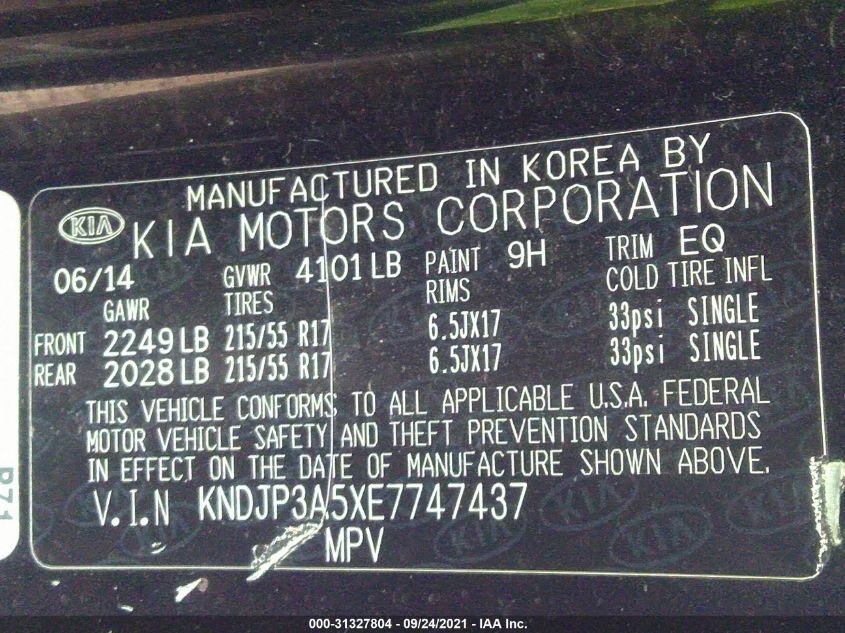 MANUFACTURED IN KOREA BY
KIA KIA MOTORS CORPORATION
06/14 GVWR 4101 LB PAINT 9H TRIM EQ
GAWR TIRES RIMS COLD TIRE INFL
FRONT 2249 LB 215/55 R17 6.5JX17 33psi SINGLE
REAR 2028 LB 215/55 R17 6.5JX17 33psi SINGLE
THIS VEHICLE CONFORMS TO ALL APPLICABLE U.S.A. FEDERAL
MOTOR VEHICLE SAFETY AND THEFT PREVENTION STANDARDS
IN EFFECT ON THE DATE OF MANUFACTURE SHOWN ABOVE.
V.I.N KNDJP3A5XE7747437
MPV
000-31327804 - 09/24/2021 - IAA Inc.